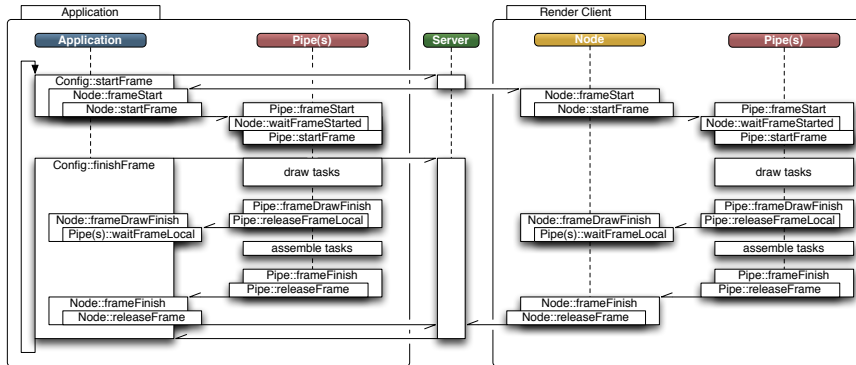 Application
Render Client
Application
Pipe(s)
Server
Node
Pipe(s)
Config::startFrame
Node::frameStart
Node::startFrame
Pipe::frameStart
Node::waitFrameStarted
Pipe::startFrame
Node::frameStart
Node::startFrame
Pipe::frameStart
Node::waitFrameStarted
Pipe::startFrame
Config::finishFrame
draw tasks
draw tasks
Pipe::frameDrawFinish
Pipe::releaseFrameLocal
Node::frameDrawFinish
Pipe(s)::waitFrameLocal
Node::frameDrawFinish
Pipe(s)::waitFrameLocal
Pipe::frameDrawFinish
Pipe::releaseFrameLocal
assemble tasks
assemble tasks
Pipe::frameFinish
Pipe::releaseFrame
Node::frameFinish
Node::releaseFrame
Node::frameFinish
Node::releaseFrame
Pipe::frameFinish
Pipe::releaseFrame